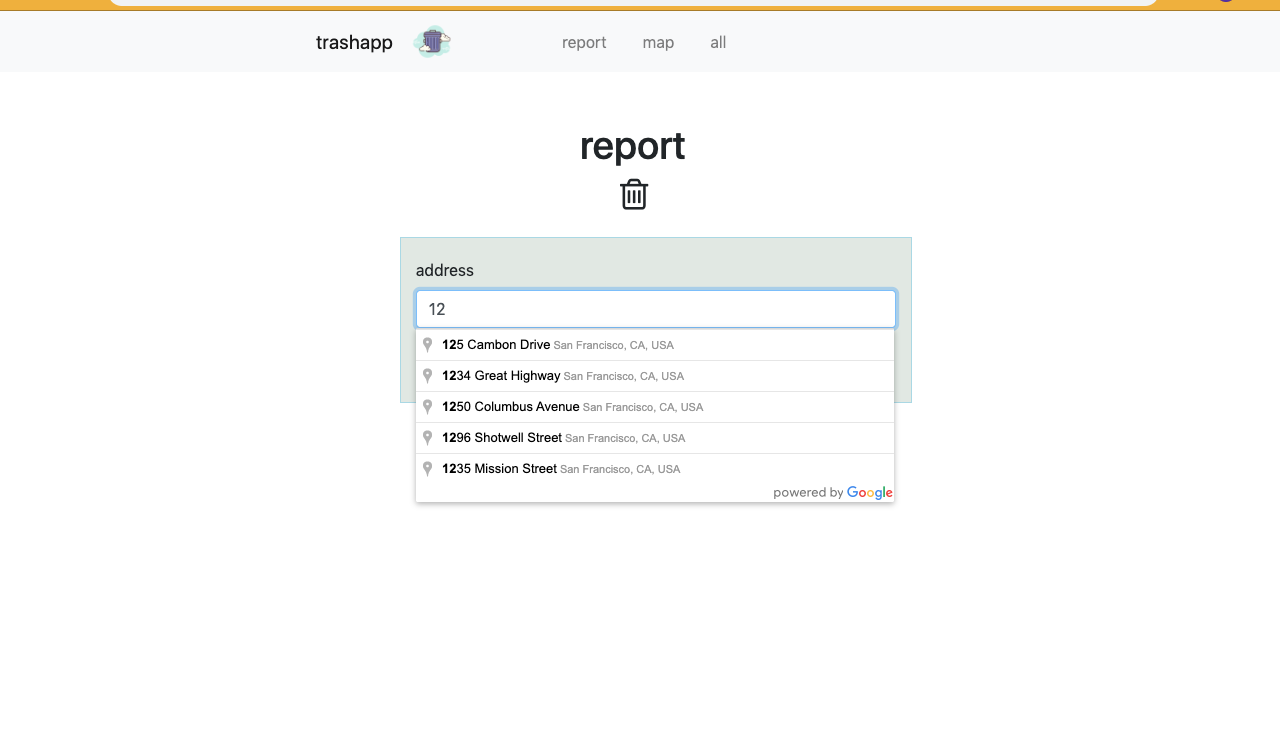 trashapp report map all
report
address
12
125 Cambon Drive San Francisco, CA, USA
1234 Great Highway San Francisco, CA, USA
1250 Columbus Avenue San Francisco, CA, USA
1296 Shotwell Street San Francisco, CA, USA
1235 Mission Street San Francisco, CA, USA
powered by Google